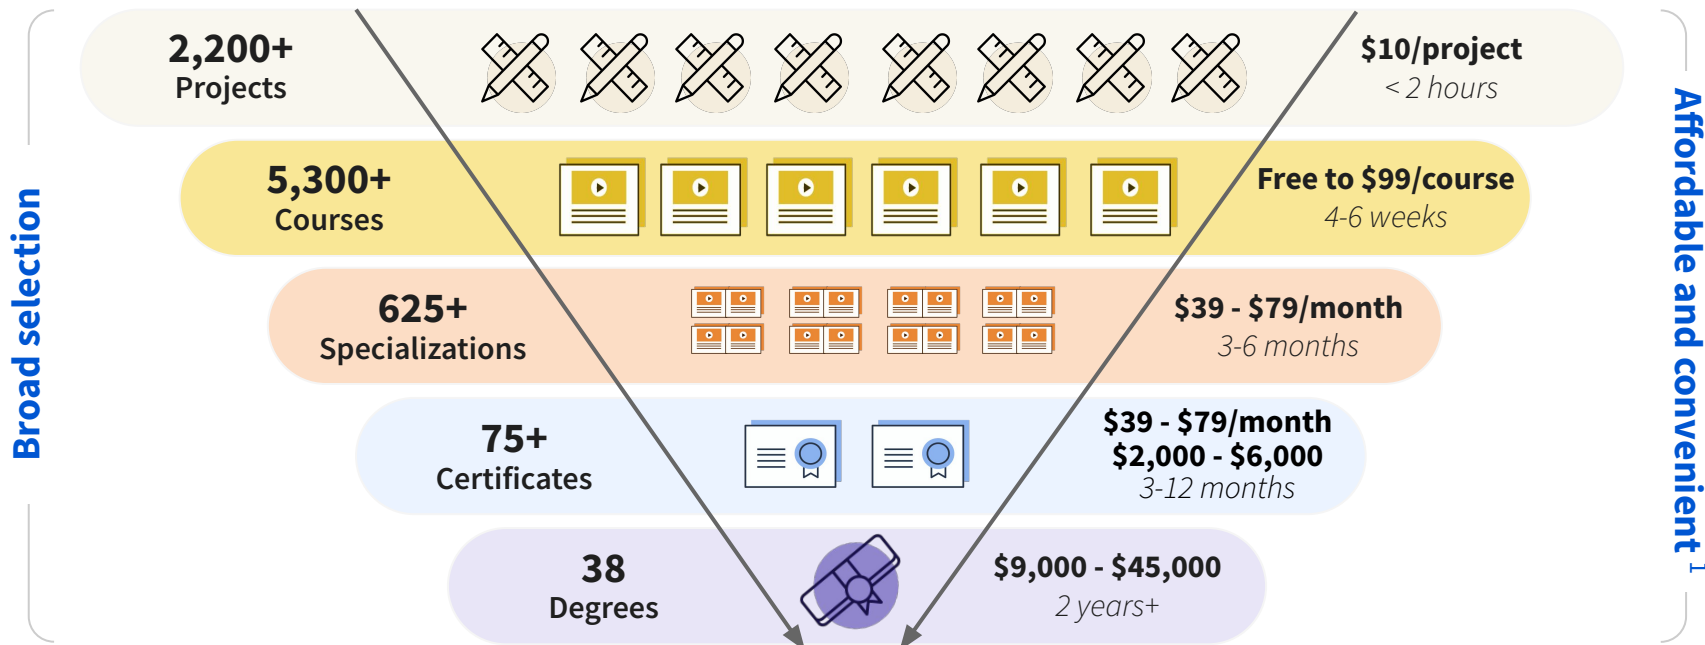 Broad selection
2,200+
Projects
$10/project
< 2 hours
5,300+
Courses
Free to $99/course
4-6 weeks
625+
Specializations
$39 - $79/month
3-6 months
75+
Certificates
$39 - $79/month
$2,000 - $6,000
3-12 months
38
Degrees
$9,000 - $45,000
2 years+
Affordable and convenient 1